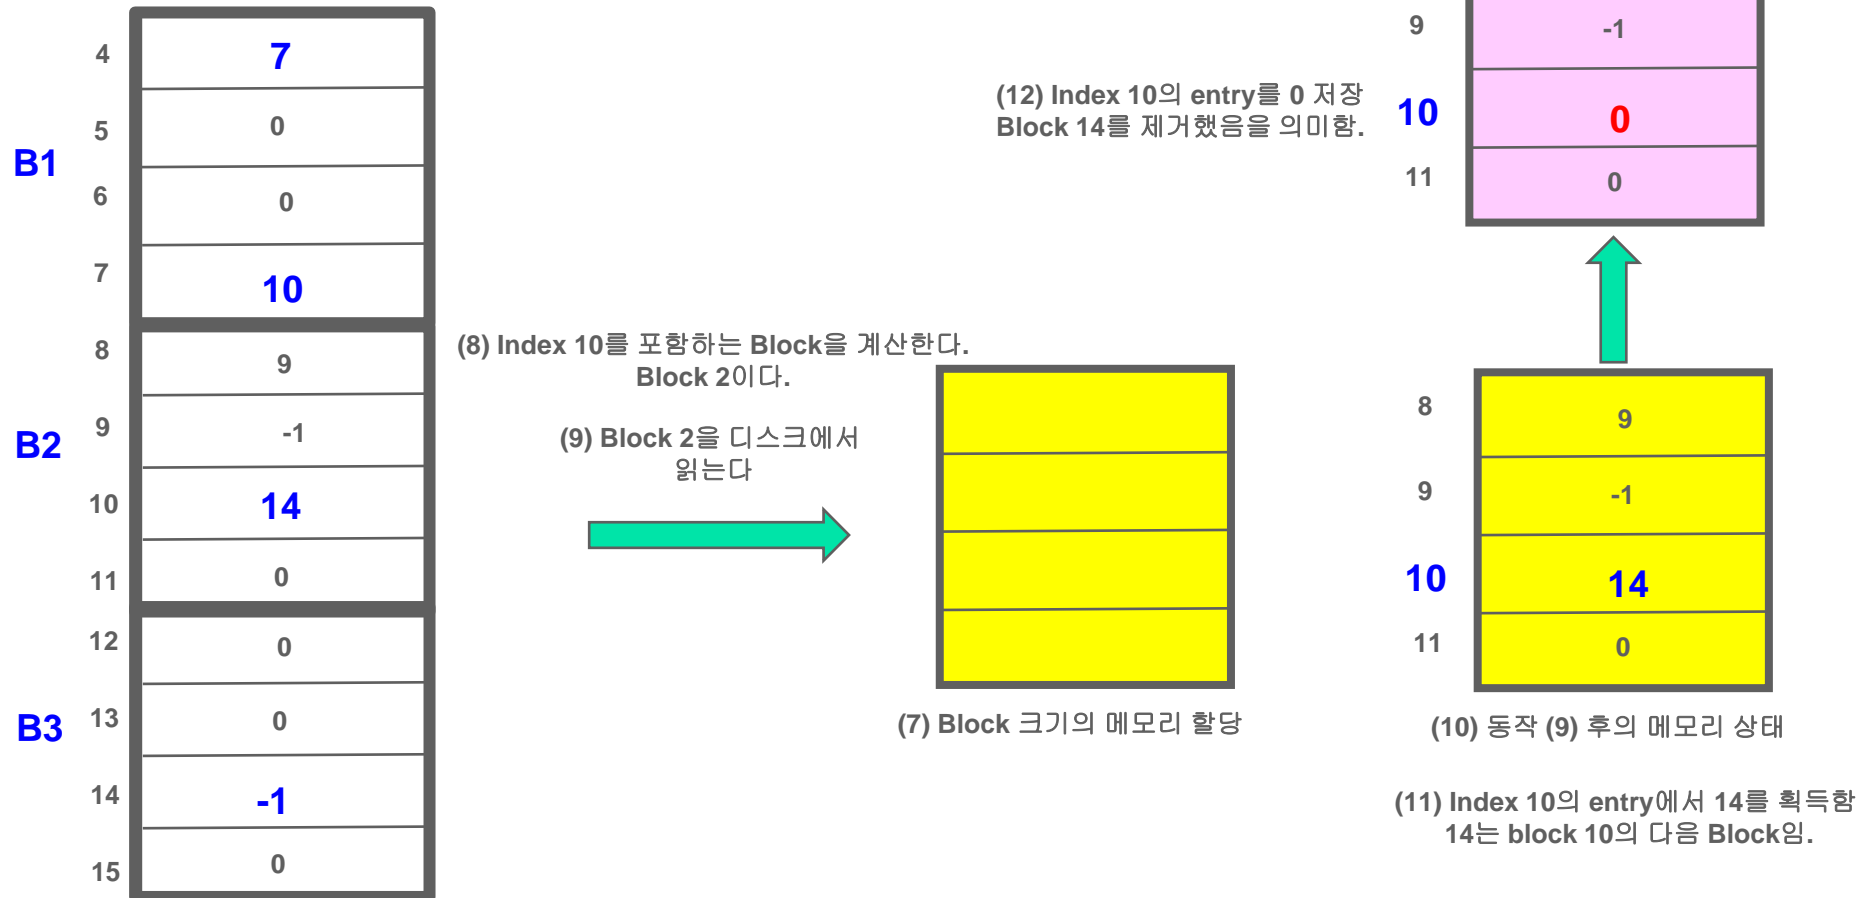 B1
4
7
5
0
6
0
7
10
B2
8
9
9
-1
10
14
11
0
B3
12
0
13
0
14
-1
15
0
(8) Index 10를 포함하는 Block을 계산한다.
Block 2이다.
(9) Block 2을 디스크에서
읽는다
(7) Block 크기의 메모리 할당
8
9
9
-1
10
14
11
0
(10) 동작 (9) 후의 메모리 상태
(11) Index 10의 entry에서 14를 획득함
14는 block 10의 다음 Block임.
(12) Index 10의 entry를 0 저장
Block 14를 제거했음을 의미함.
9
-1
10
0
11
0